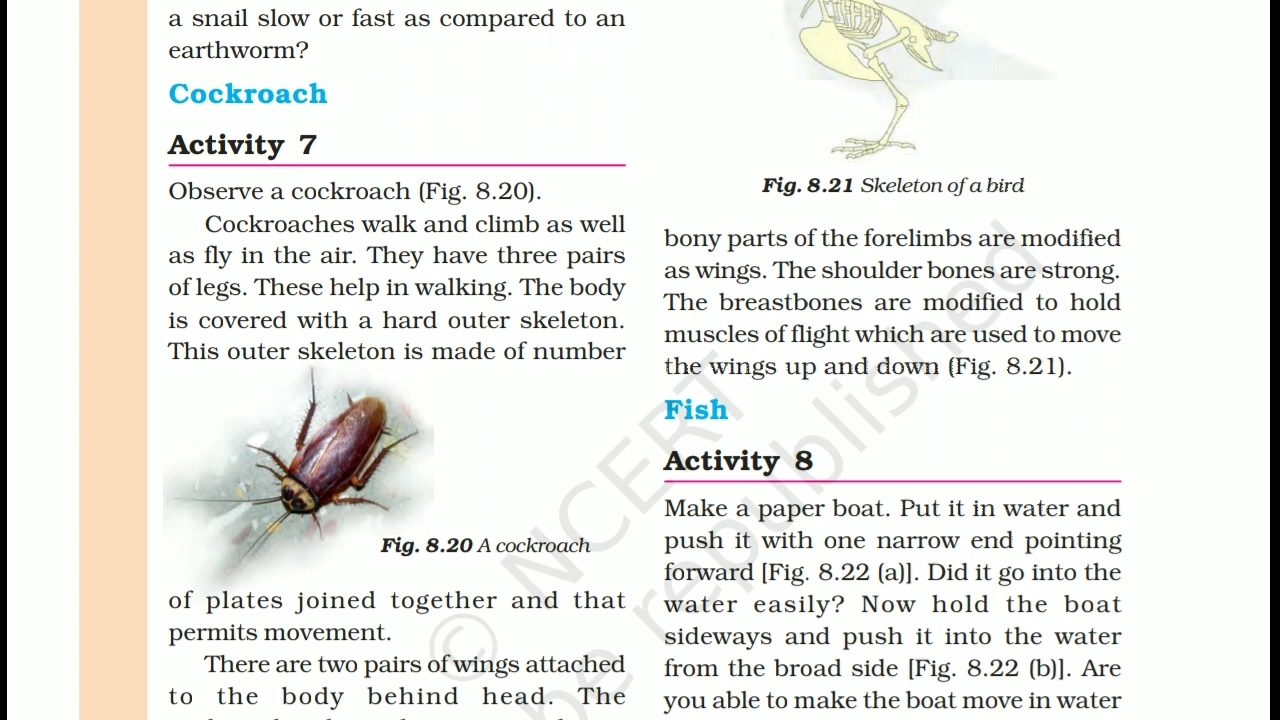 a snail slow or fast as compared to an
earthworm?
Cockroach
Activity 7
Observe a cockroach (Fig. 8.20).
Cockroaches walk and climb as well
as fly in the air. They have three pairs
of legs. These help in walking. The body
is covered with a hard outer skeleton.
This outer skeleton is made of number
Fig. 8.20 A cockroach
of plates joined together and that
permits movement.
There are two pairs of wings attached
to the body behind head. The
Fig. 8.21 Skeleton of a bird
bony parts of the forelimbs are modified
as wings. The shoulder bones are strong.
The breastbones are modified to hold
muscles of flight which are used to move
the wings up and down (Fig. 8.21).
Fish
Activity 8
Make a paper boat. Put it in water and
push it with one narrow end pointing
forward [Fig. 8.22 (a)]. Did it go into the
water easily? Now hold the boat
sideways and push it into the water
from the broad side [Fig. 8.22 (b)]. Are
you able to make the boat move in water
© NCERT
be republished